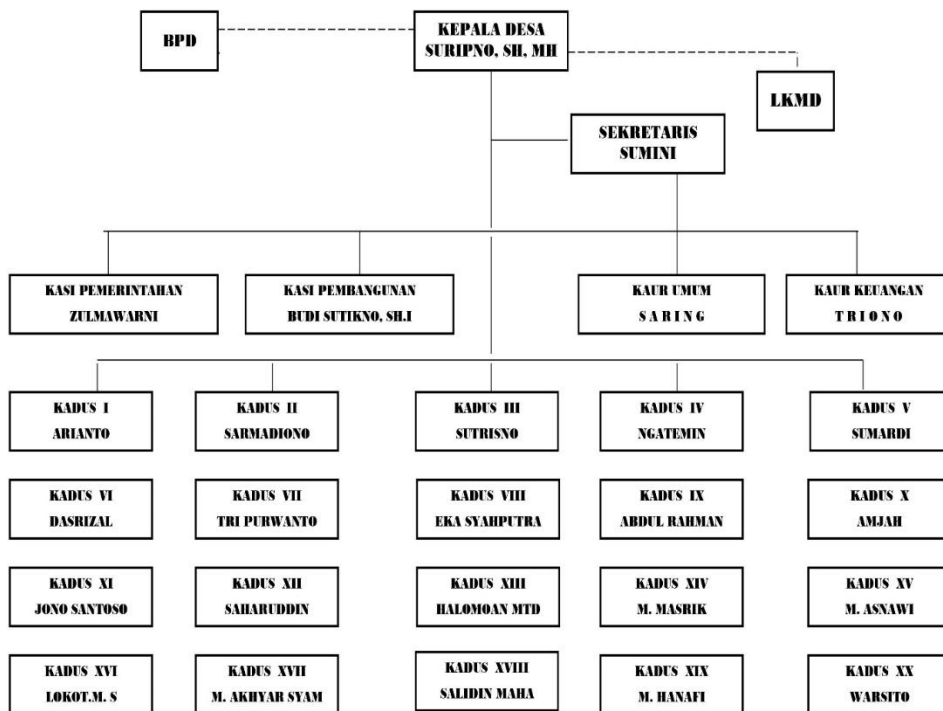 BPD
KEPALA DESA
SURIPNO, SH, MH
LKMD
SEKRETARIS
SUMINI
KASI PEMERINTAHAN
ZULMAWARNI
KASI PEMBANGUNAN
BUDI SUTIKNO, SH.I
KAUR UMUM
S A R I N G
KAUR KEUANGAN
T R I O N O
KADUS I
ARIANTO
KADUS II
SARMADIONO
KADUS III
SUTRISNO
KADUS IV
NGATEMIN
KADUS V
SUMARDI
KADUS VI
DASRIZAL
KADUS VII
TRI PURWANTO
KADUS VIII
EKA SYAHPUTRA
KADUS IX
ABDUL RAHMAN
KADUS X
AMJAH
KADUS XI
JONO SANTOSO
KADUS XII
SAHARUDDIN
KADUS XIII
HALOMOAN MTD
KADUS XIV
M. MASRIK
KADUS XV
M. ASNAWI
KADUS XVI
LOKOT.M. S
KADUS XVII
M. AKHYAR SYAM
KADUS XVIII
SALIDIN MAHA
KADUS XIX
M. HANAFI
KADUS XX
WARSITO